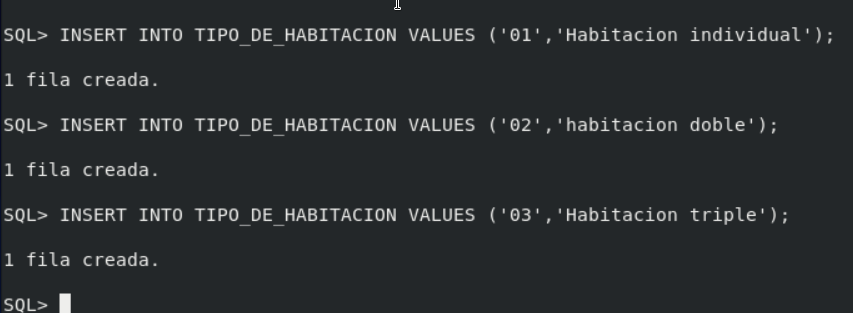 SQL> INSERT INTO TIPO_DE_HABITACION VALUES ('01','Habitacion individual');
1 fila creada.
SQL> INSERT INTO TIPO_DE_HABITACION VALUES ('02','habitacion doble');
1 fila creada.
SQL> INSERT INTO TIPO_DE_HABITACION VALUES ('03','Habitacion triple');
1 fila creada.
SQL>